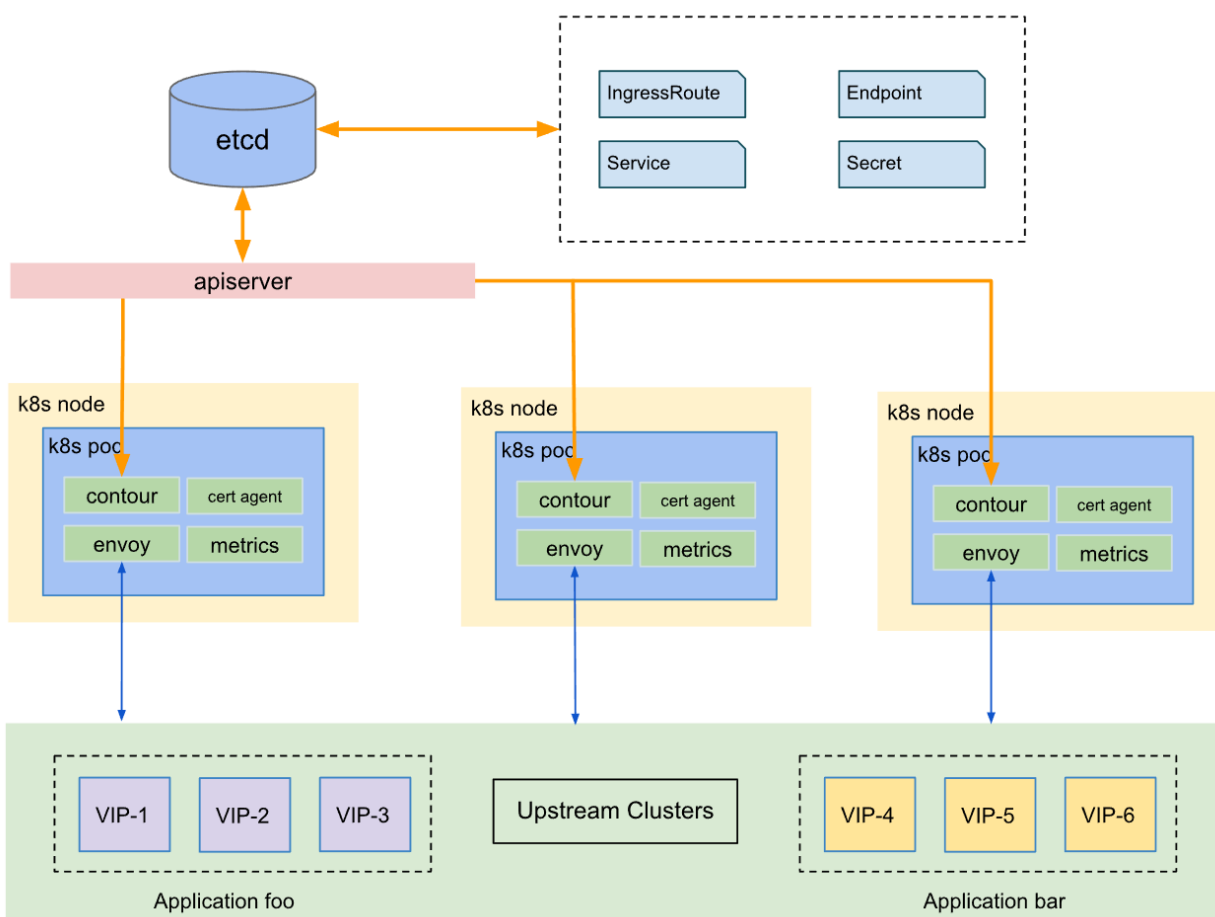 etcd
IngressRoute
Endpoint
Service
Secret
apiserver
k8s node
k8s pod
contour
cert agent
envoy
metrics
k8s node
k8s pod
contour
cert agent
envoy
metrics
k8s node
k8s pod
contour
cert agent
envoy
metrics
VIP-1
VIP-2
VIP-3
Application foo
Upstream Clusters
VIP-4
VIP-5
VIP-6
Application bar